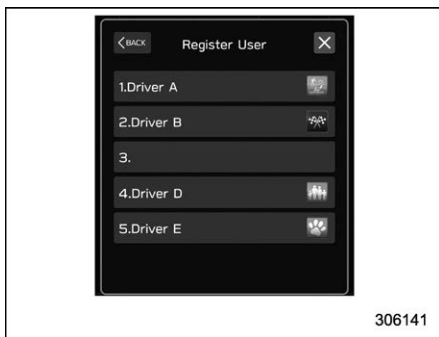 BACK
Register User
1.Driver A
2.Driver B
3.
4.Driver D
5.Driver E
306141